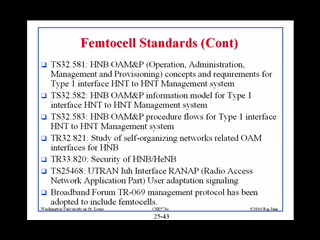 Femtocell Standards (Cont)
TS32.581: HNB OAM&P (Operation, Administration,
Management and Provisioning) concepts and requirements for
Type 1 interface HNT to HNT Management system
TS32.582: HNB OAM&P information model for Type 1
interface HNT to HNT Management system
TS32.583: HNB OAM&P procedure flows for Type 1 interface
HNT to HNT Management system
TR32.821: Study of self-organizing networks related OAM
interfaces for HNB
TR33.820: Security of HNB/HeNB
TS25468: UTRAN Iuh Interface RANAP (Radio Access
Network Application Part) User adaptation signaling
Broadband Forum TR-069 management protocol has been
adopted to include femtocells.
Washington University in St. Louis
©2010 Raj Jain
25-43